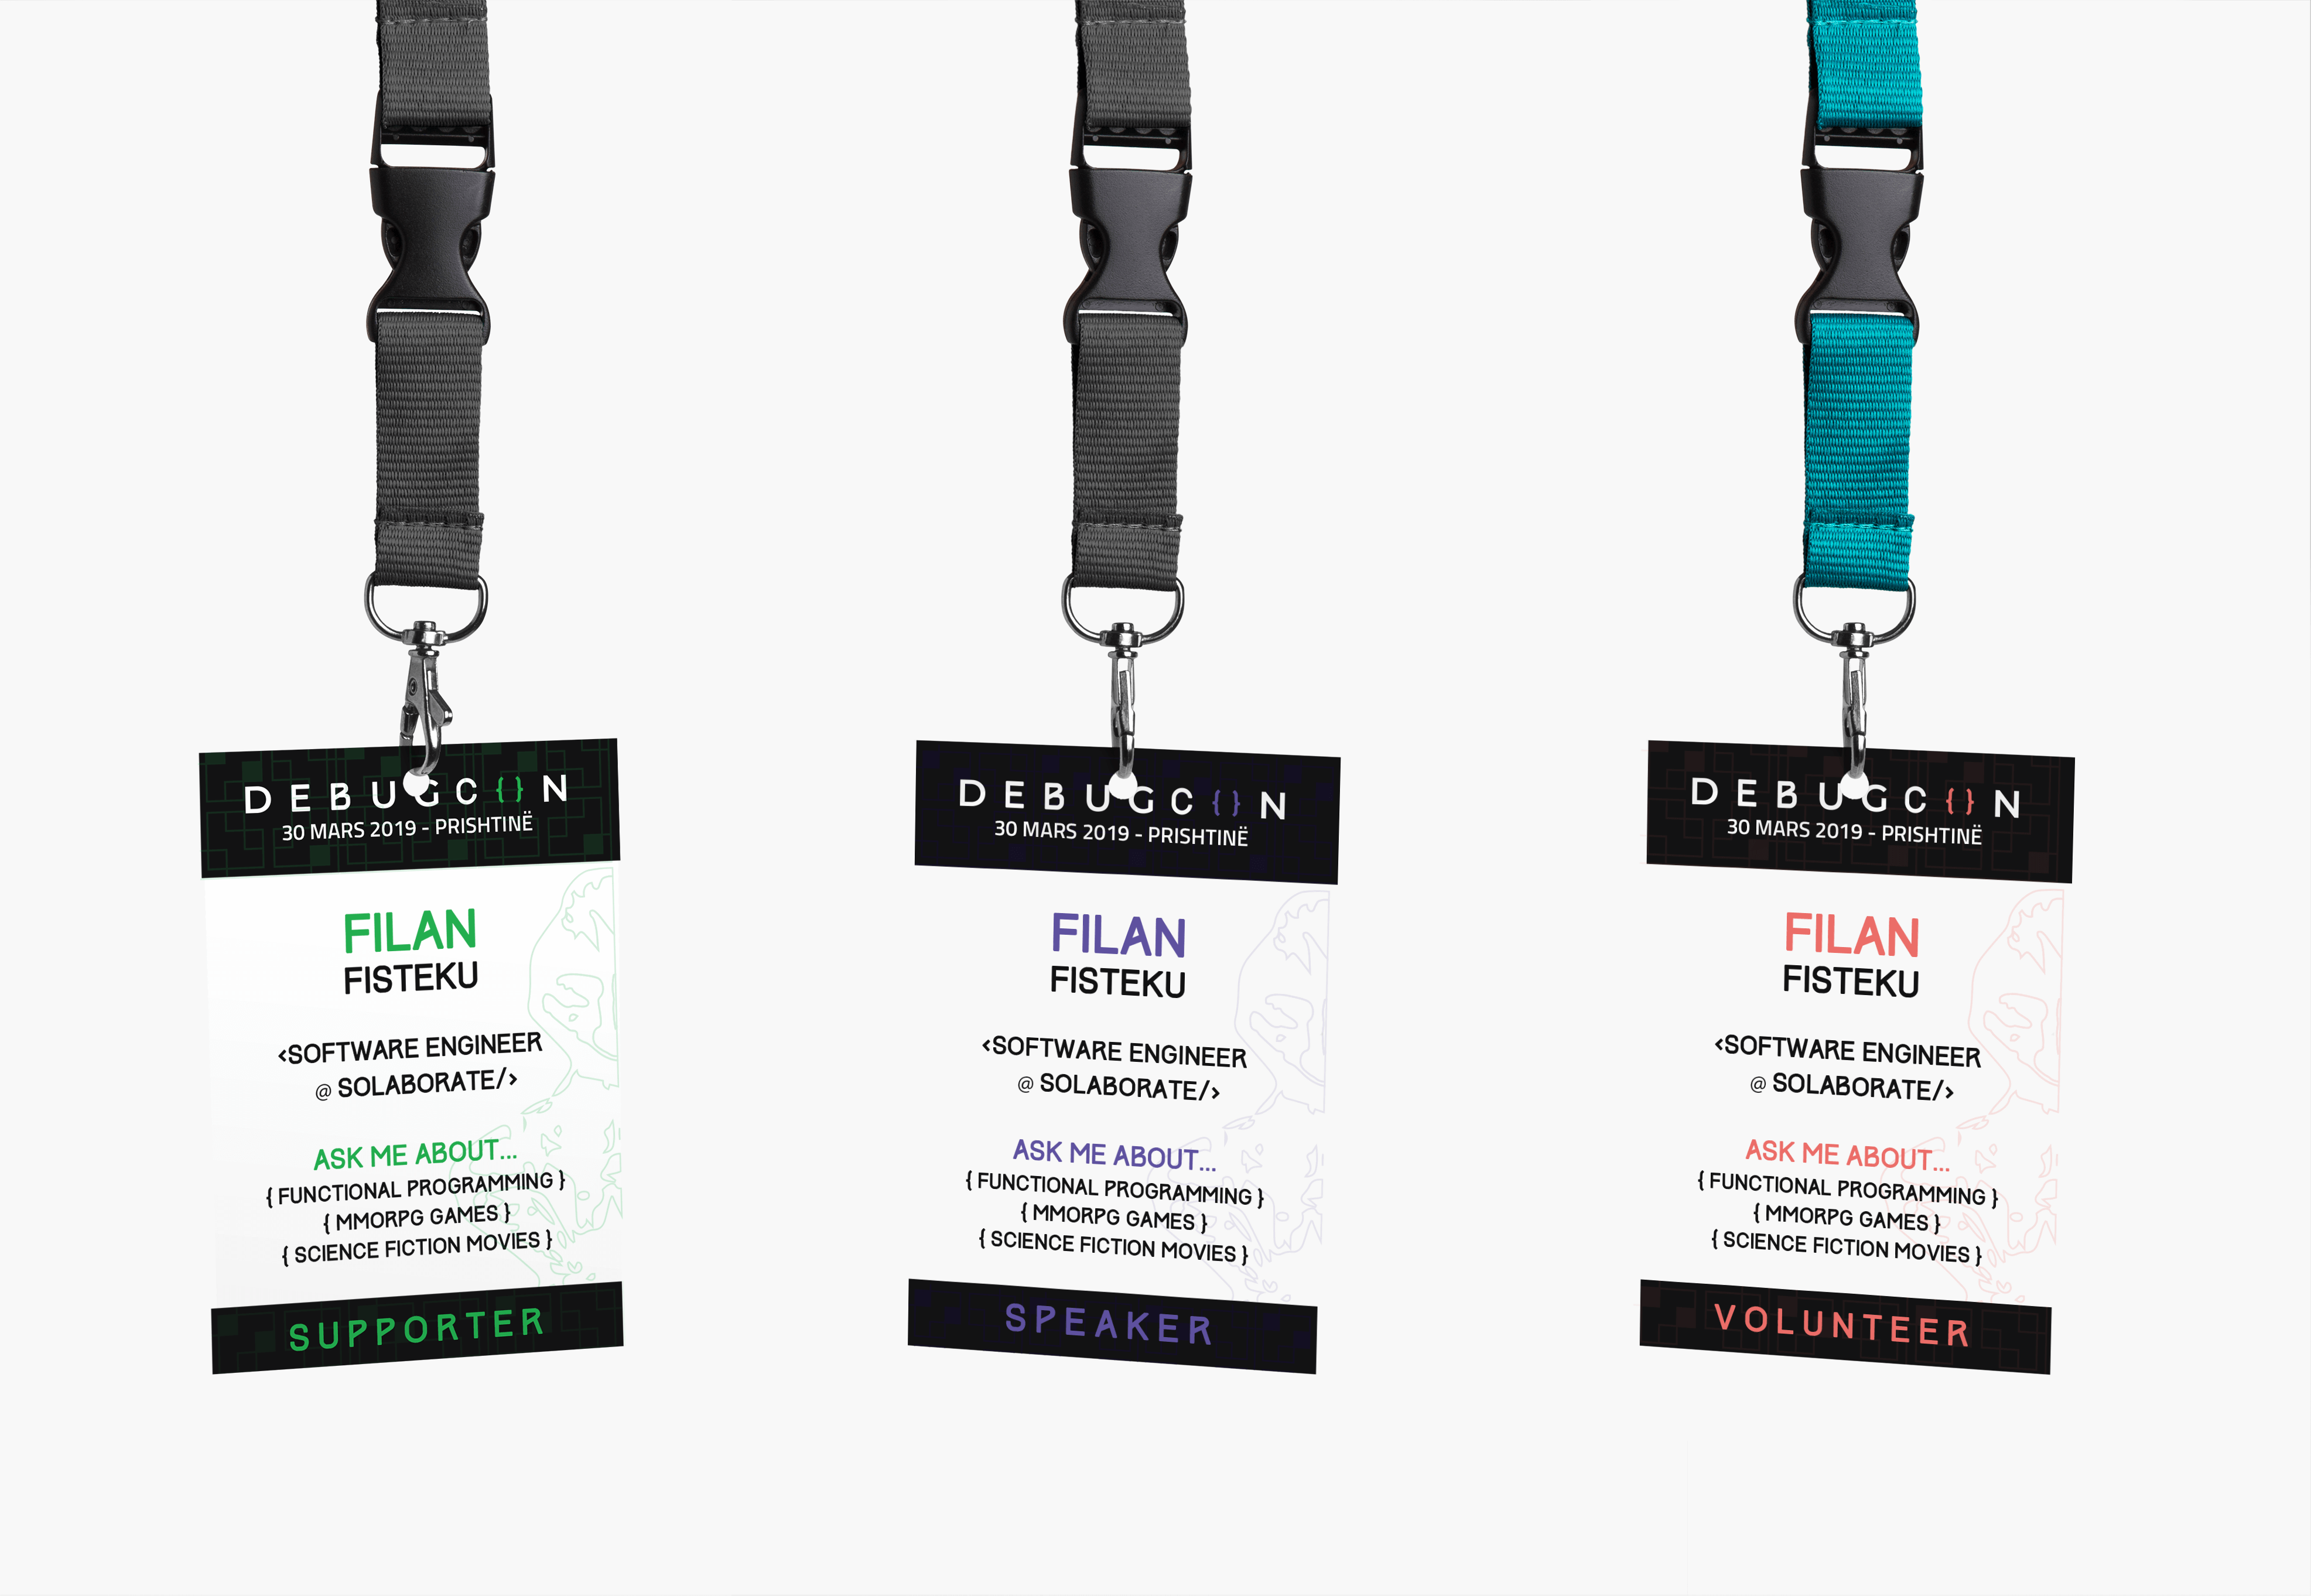 DEBUGC{}N
30 MARS 2019 - PRISHTINË
FILAN
FISTEKU
<SOFTWARE ENGINEER
@ SOLABORATE/>
ASK ME ABOUT...
{ FUNCTIONAL PROGRAMMING }
{ MMORPG GAMES }
{ SCIENCE FICTION MOVIES }
SUPPORTER
DEBUGC{}N
30 MARS 2019 - PRISHTINË
FILAN
FISTEKU
<SOFTWARE ENGINEER
@ SOLABORATE/>
ASK ME ABOUT...
{ FUNCTIONAL PROGRAMMING }
{ MMORPG GAMES }
{ SCIENCE FICTION MOVIES }
SPEAKER
DEBUGC{}N
30 MARS 2019 - PRISHTINË
FILAN
FISTEKU
<SOFTWARE ENGINEER
@ SOLABORATE/>
ASK ME ABOUT...
{ FUNCTIONAL PROGRAMMING }
{ MMORPG GAMES }
{ SCIENCE FICTION MOVIES }
VOLUNTEER